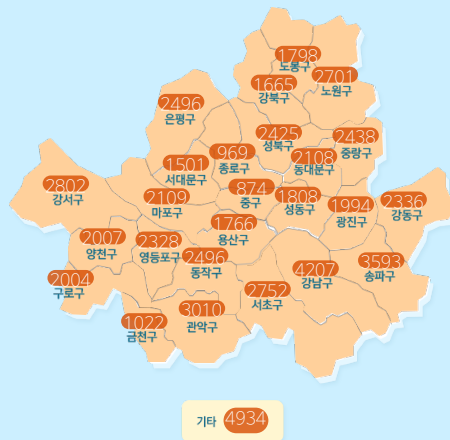 1798
도봉구
2701
노원구
1665
강북구
2496
은평구
2425
성북구
2438
중랑구
969
종로구
2108
동대문구
1501
서대문구
2802
강서구
2109
마포구
874
중구
1808
성동구
1994
광진구
2336
강동구
1766
용산구
2007
양천구
2328
영등포구
2496
동작구
4207
강남구
3593
송파구
2004
구로구
2752
서초구
3010
관악구
1022
금천구
기타 4934